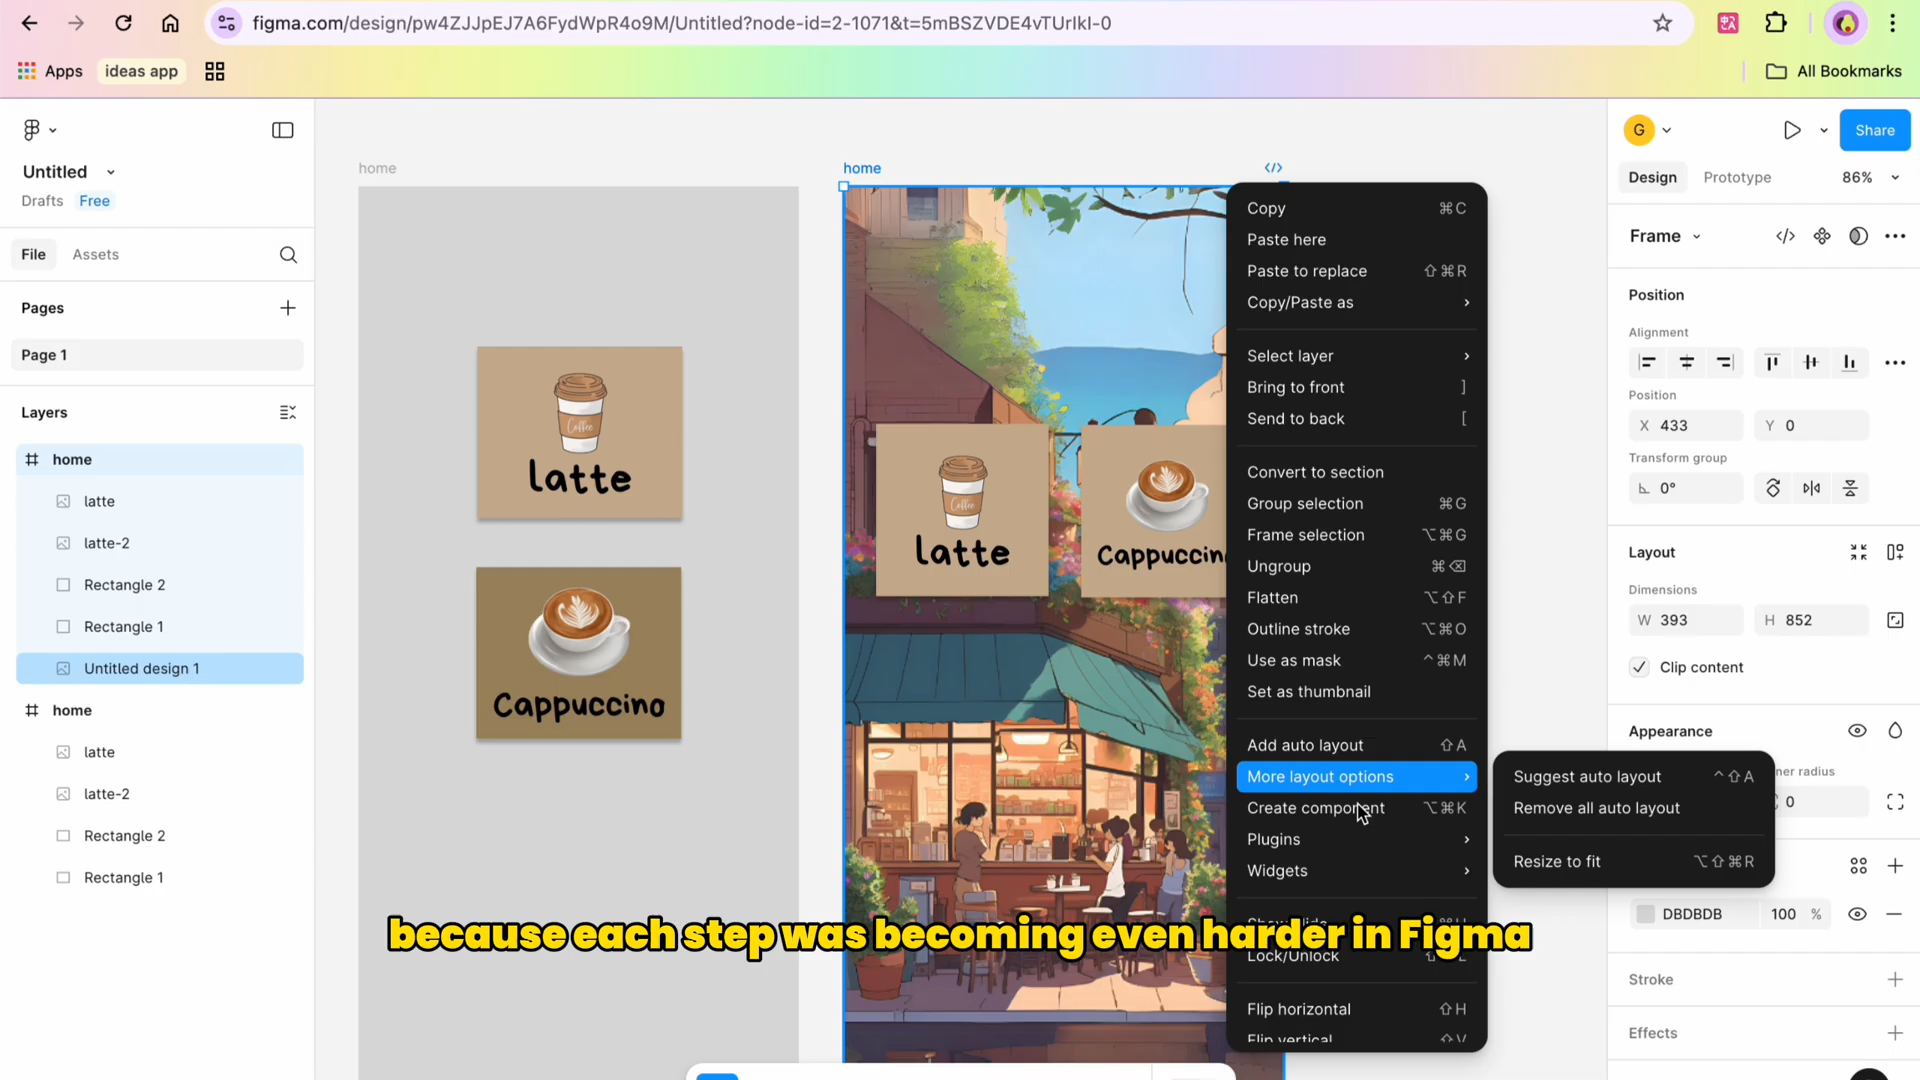 figma.com/design/pw4ZJJpEJ7A6FydWpR4o9M/Untitled?node-id=2-1071&t=5mBSZVDE4vTUrIkI-0
Apps
ideas app
All Bookmarks
Untitled
Drafts
Free
File
Assets
Pages
Page 1
Layers
home
latte
latte-2
Rectangle 2
Rectangle 1
Untitled design 1
home
latte
latte-2
Rectangle 2
Rectangle 1
home
Coffee
latte
Cappuccino
home
Coffee
latte
Cappuccin
Copy ⌘C
Paste here
Paste to replace ⇧⌘R
Copy/Paste as
Select layer
Bring to front ]
Send to back [
Convert to section
Group selection ⌘G
Frame selection ⌥⌘G
Ungroup ⌘⌫
Flatten ⌥⇧F
Outline stroke ⌥⌘O
Use as mask ^⌘M
Set as thumbnail
Add auto layout ⇧A
More layout options
Create component ⌥⌘K
Plugins
Widgets
Lock/Unlock
Flip horizontal ⇧H
Flip vertical ⇧V
Suggest auto layout ^⇧A
Remove all auto layout
Resize to fit ⌥⇧⌘R
because each step was becoming even harder in Figma
G
Share
Design
Prototype
86%
Frame
Position
Alignment
Position
X 433
Y 0
Transform group
0°
Layout
Dimensions
W 393
H 852
Clip content
Appearance
ner radius
0
DBDBDB 100 %
Stroke
Effects